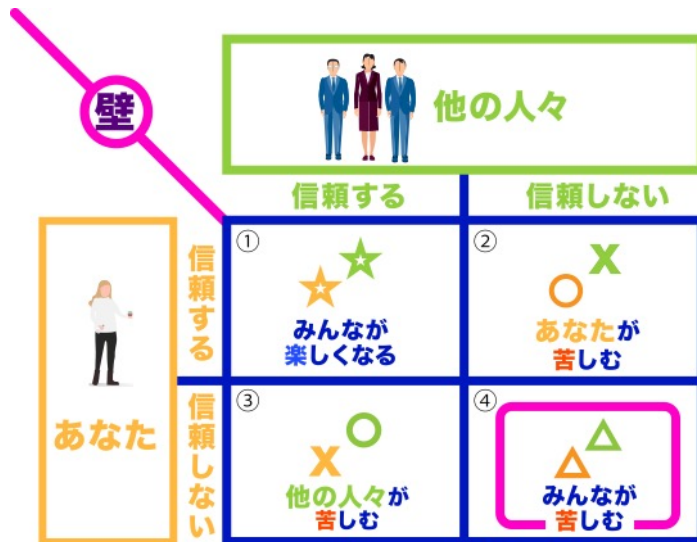 壁
他の人々
信頼する
信頼しない
あなた
信頼する
信頼しない
①
みんなが
楽しくなる
②
X
あなたが
苦しむ
③
X
他の人々が
苦しむ
④
みんなが
苦しむ